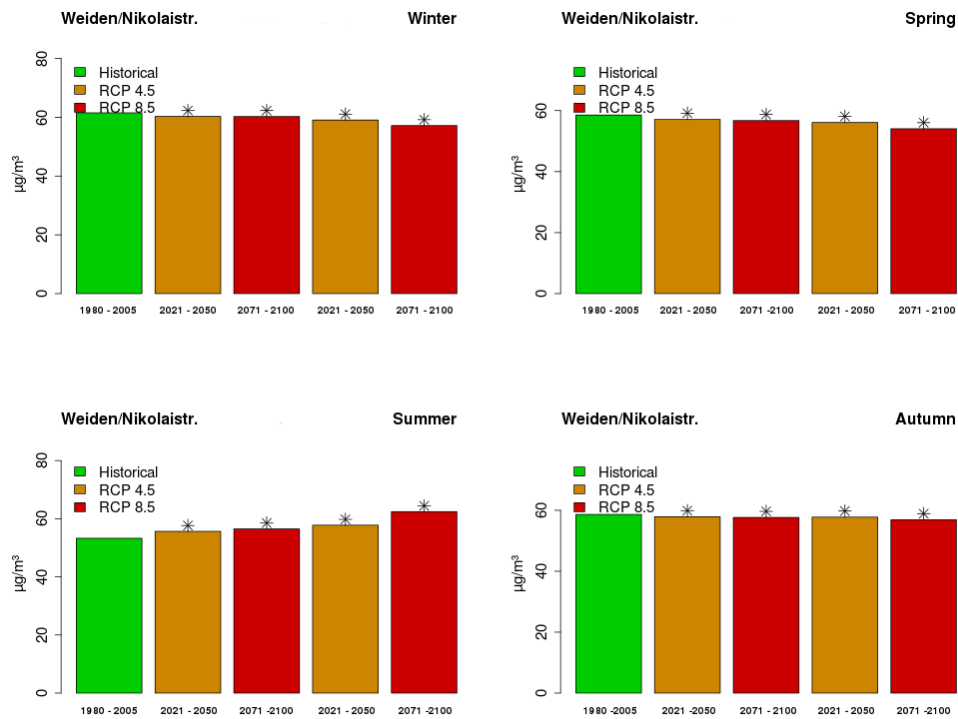 Weiden/Nikolaistr. Winter
80
60
40
20
0
µg/m³
Historical
RCP 4.5
RCP 8.5
1980 - 2005 2021 - 2050 2071 - 2100 2021 - 2050 2071 - 2100
Weiden/Nikolaistr. Spring
60
40
20
0
µg/m³
Historical
RCP 4.5
RCP 8.5
1980 - 2005 2021 - 2050 2071 -2100 2021 - 2050 2071 - 2100
Weiden/Nikolaistr. Summer
80
60
40
20
0
µg/m³
Historical
RCP 4.5
RCP 8.5
1980 - 2005 2021 - 2050 2071 - 2100 2021 - 2050 2071 -2100
Weiden/Nikolaistr. Autumn
60
40
20
0
µg/m³
Historical
RCP 4.5
RCP 8.5
1980 -2005 2021 -2050 2071 - 2100 2021 - 2050 2071 - 2100